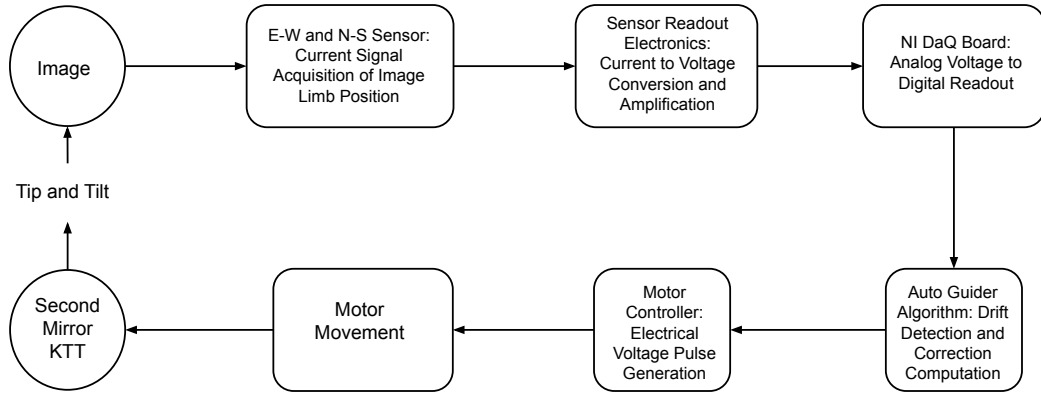 Image
E-W and N-S Sensor:
Current Signal
Acquisition of Image
Limb Position
Sensor Readout
Electronics:
Current to Voltage
Conversion and
Amplification
NI DaQ Board:
Analog Voltage to
Digital Readout
Tip and Tilt
Second
Mirror
KTT
Motor
Movement
Motor
Controller:
Electrical
Voltage Pulse
Generation
Auto Guider
Algorithm: Drift
Detection and
Correction
Computation